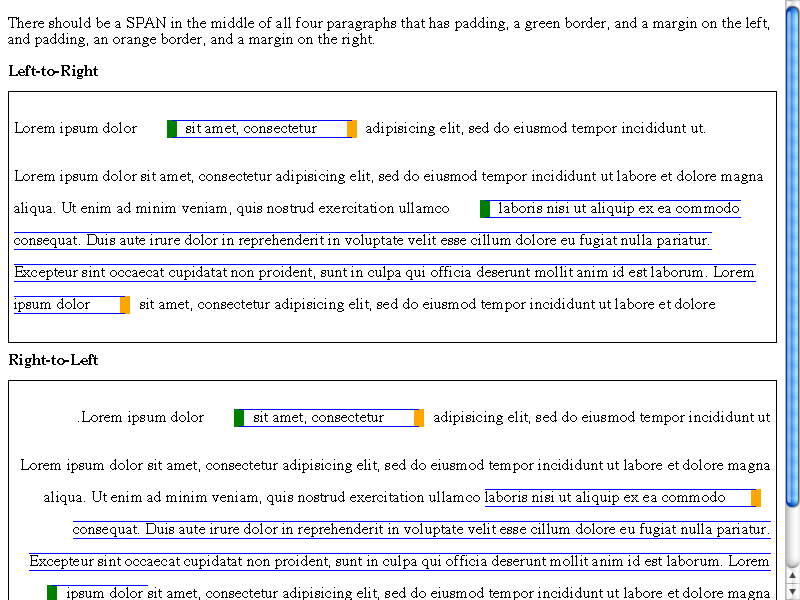 There should be a SPAN in the middle of all four paragraphs that has padding, a green border, and a margin on the left,
and padding, an orange border, and a margin on the right.
Left-to-Right
Lorem ipsum dolor sit amet, consectetur adipisicing elit, sed do eiusmod tempor incididunt ut.
Lorem ipsum dolor sit amet, consectetur adipisicing elit, sed do eiusmod tempor incididunt ut labore et dolore magna
aliqua. Ut enim ad minim veniam, quis nostrud exercitation ullamco laboris nisi ut aliquip ex ea commodo
consequat. Duis aute irure dolor in reprehenderit in voluptate velit esse cillum dolore eu fugiat nulla pariatur.
Excepteur sint occaecat cupidatat non proident, sunt in culpa qui officia deserunt mollit anim id est laborum. Lorem
ipsum dolor sit amet, consectetur adipisicing elit, sed do eiusmod tempor incididunt ut labore et dolore
Right-to-Left
.Lorem ipsum dolor sit amet, consectetur adipisicing elit, sed do eiusmod tempor incididunt ut
Lorem ipsum dolor sit amet, consectetur adipisicing elit, sed do eiusmod tempor incididunt ut labore et dolore magna
aliqua. Ut enim ad minim veniam, quis nostrud exercitation ullamco laboris nisi ut aliquip ex ea commodo
consequat. Duis aute irure dolor in reprehenderit in voluptate velit esse cillum dolore eu fugiat nulla pariatur.
Excepteur sint occaecat cupidatat non proident, sunt in culpa qui officia deserunt mollit anim id est laborum. Lorem
ipsum dolor sit amet, consectetur adipisicing elit, sed do eiusmod tempor incididunt ut labore et dolore magna